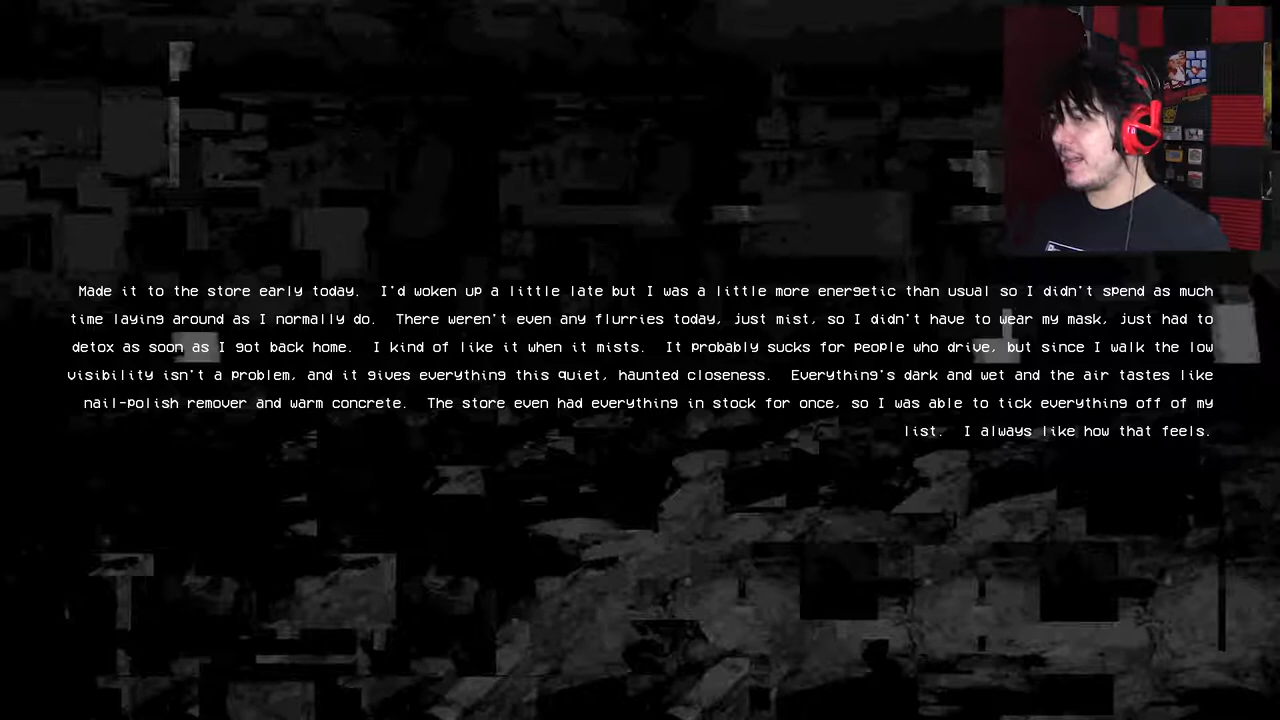 Made it to the store early today.  I'd woken up a little late but I was a little more energetic than usual so I didn't spend as much
time laying around as I normally do.  There weren't even any flurries today, just mist, so I didn't have to wear my mask, just had to
detox as soon as I got back home.  I kind of like it when it mists.  It probably sucks for people who drive, but since I walk the low
visibility isn't a problem, and it gives everything this quiet, haunted closeness.  Everything's dark and wet and the air tastes like
nail-polish remover and warm concrete.  The store even had everything in stock for once, so I was able to tick everything off of my
list.  I always like how that feels.